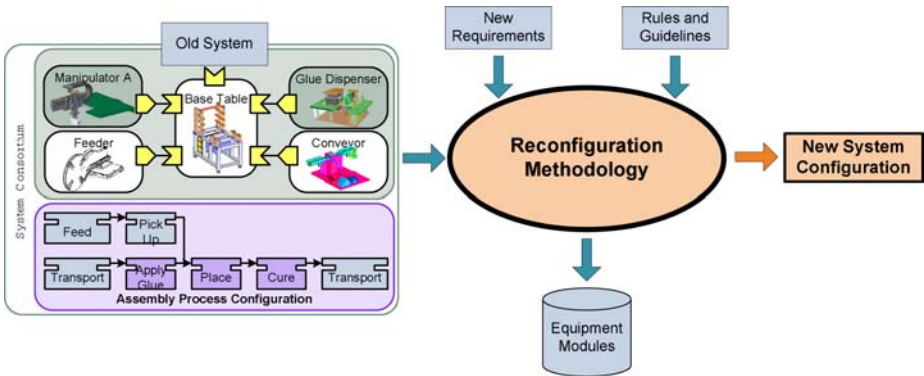 New
Requirements
Rules and
Guidelines
Old System
Manipulator A
Glue Dispenser
Base Table
Feeder
Conveyor
System Consortum
Reconfiguration
Methodology
New System
Configuration
Feed
Pick
Up
Transport
Apply
Glue
Place
Cure
Transport
Assembly Process Configuration
Equipment
Modules